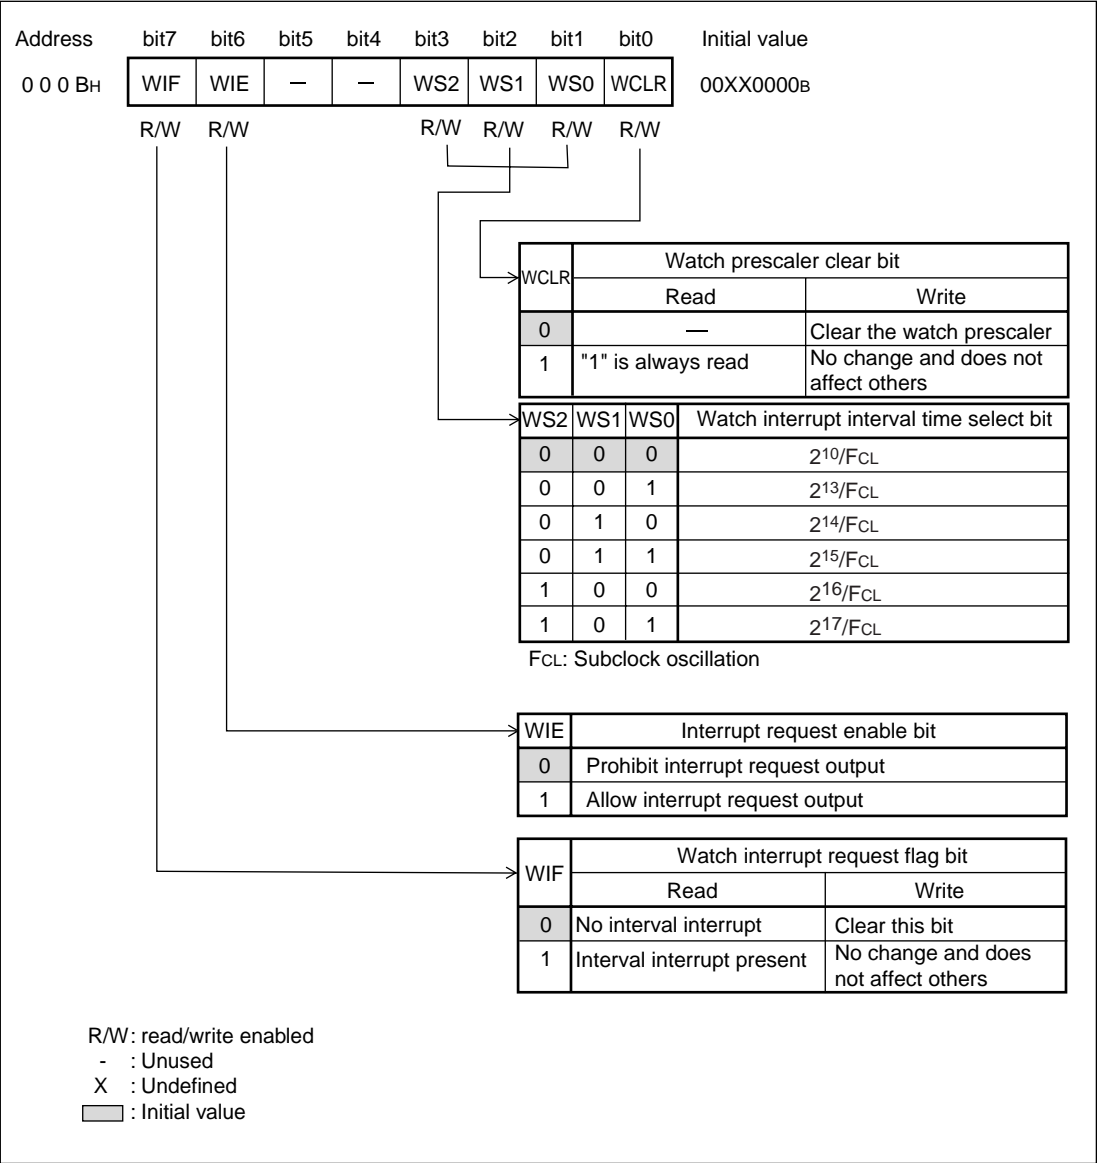 Address bit7 bit6 bit5 bit4 bit3 bit2 bit1 bit0 Initial value
0 0 0 BH WIF WIE — — WS2 WS1 WS0 WCLR 00XX0000B
R/W R/W R/W R/W R/W R/W
WCLR Watch prescaler clear bit
Read Write
0 — Clear the watch prescaler
1 "1" is always read No change and does not
affect others
WS2 WS1 WS0 Watch interrupt interval time select bit
0 0 0 2^10/FCL
0 0 1 2^13/FCL
0 1 0 2^14/FCL
0 1 1 2^15/FCL
1 0 0 2^16/FCL
1 0 1 2^17/FCL
FCL: Subclock oscillation
WIE Interrupt request enable bit
0 Prohibit interrupt request output
1 Allow interrupt request output
WIF Watch interrupt request flag bit
Read Write
0 No interval interrupt Clear this bit
1 Interval interrupt present No change and does
not affect others
R/W : read/write enabled
- : Unused
X : Undefined
: Initial value